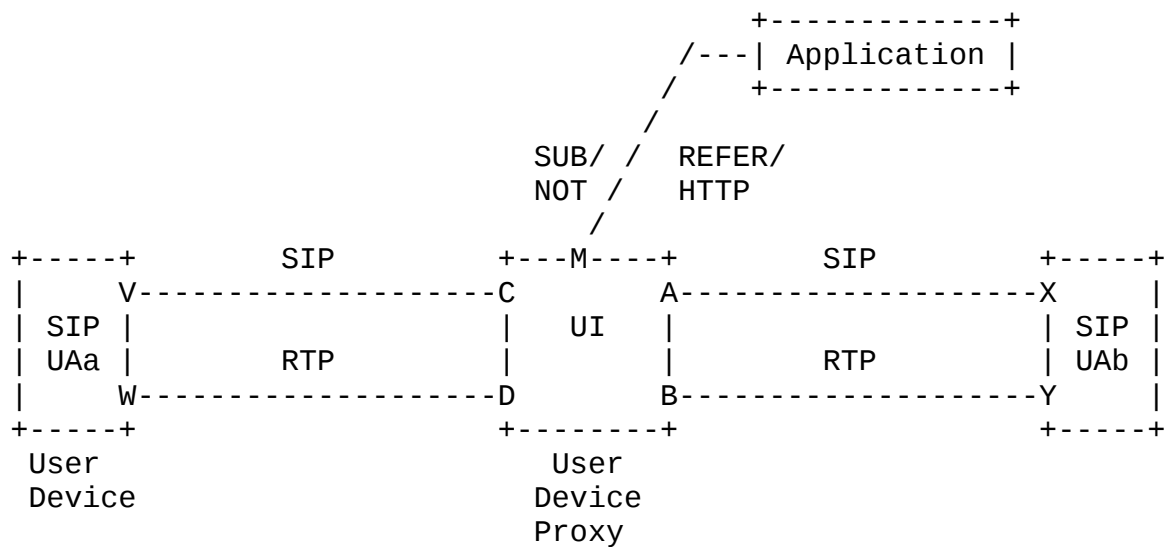 +-------------+
                                     /---| Application |
                                    /    +-------------+
                                   /
                             SUB/ /  REFER/
                             NOT /   HTTP
                                /
+-----+        SIP         +---M----+        SIP         +-----+
|     V--------------------C        A--------------------X     |
| SIP |                    |   UI   |                    | SIP |
| UAa |        RTP         |        |        RTP         | UAb |
|     W--------------------D        B--------------------Y     |
+-----+                    +--------+                    +-----+
 User                         User
 Device                      Device
                             Proxy